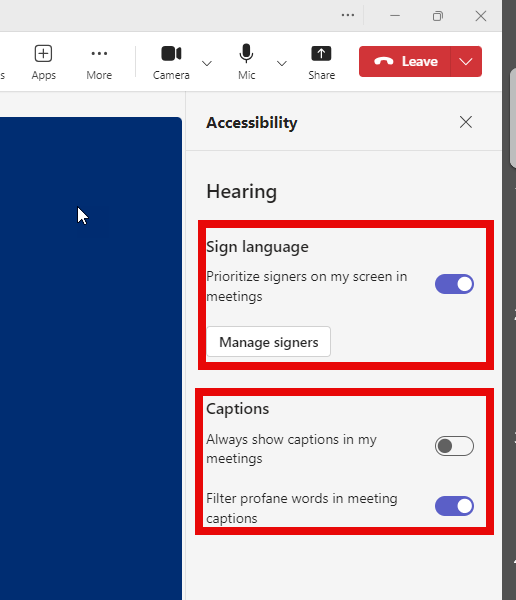 s Apps More Camera Mic Share Leave
Accessibility
Hearing
Sign language
Prioritize signers on my screen in
meetings
Manage signers
Captions
Always show captions in my
meetings
Filter profane words in meeting
captions